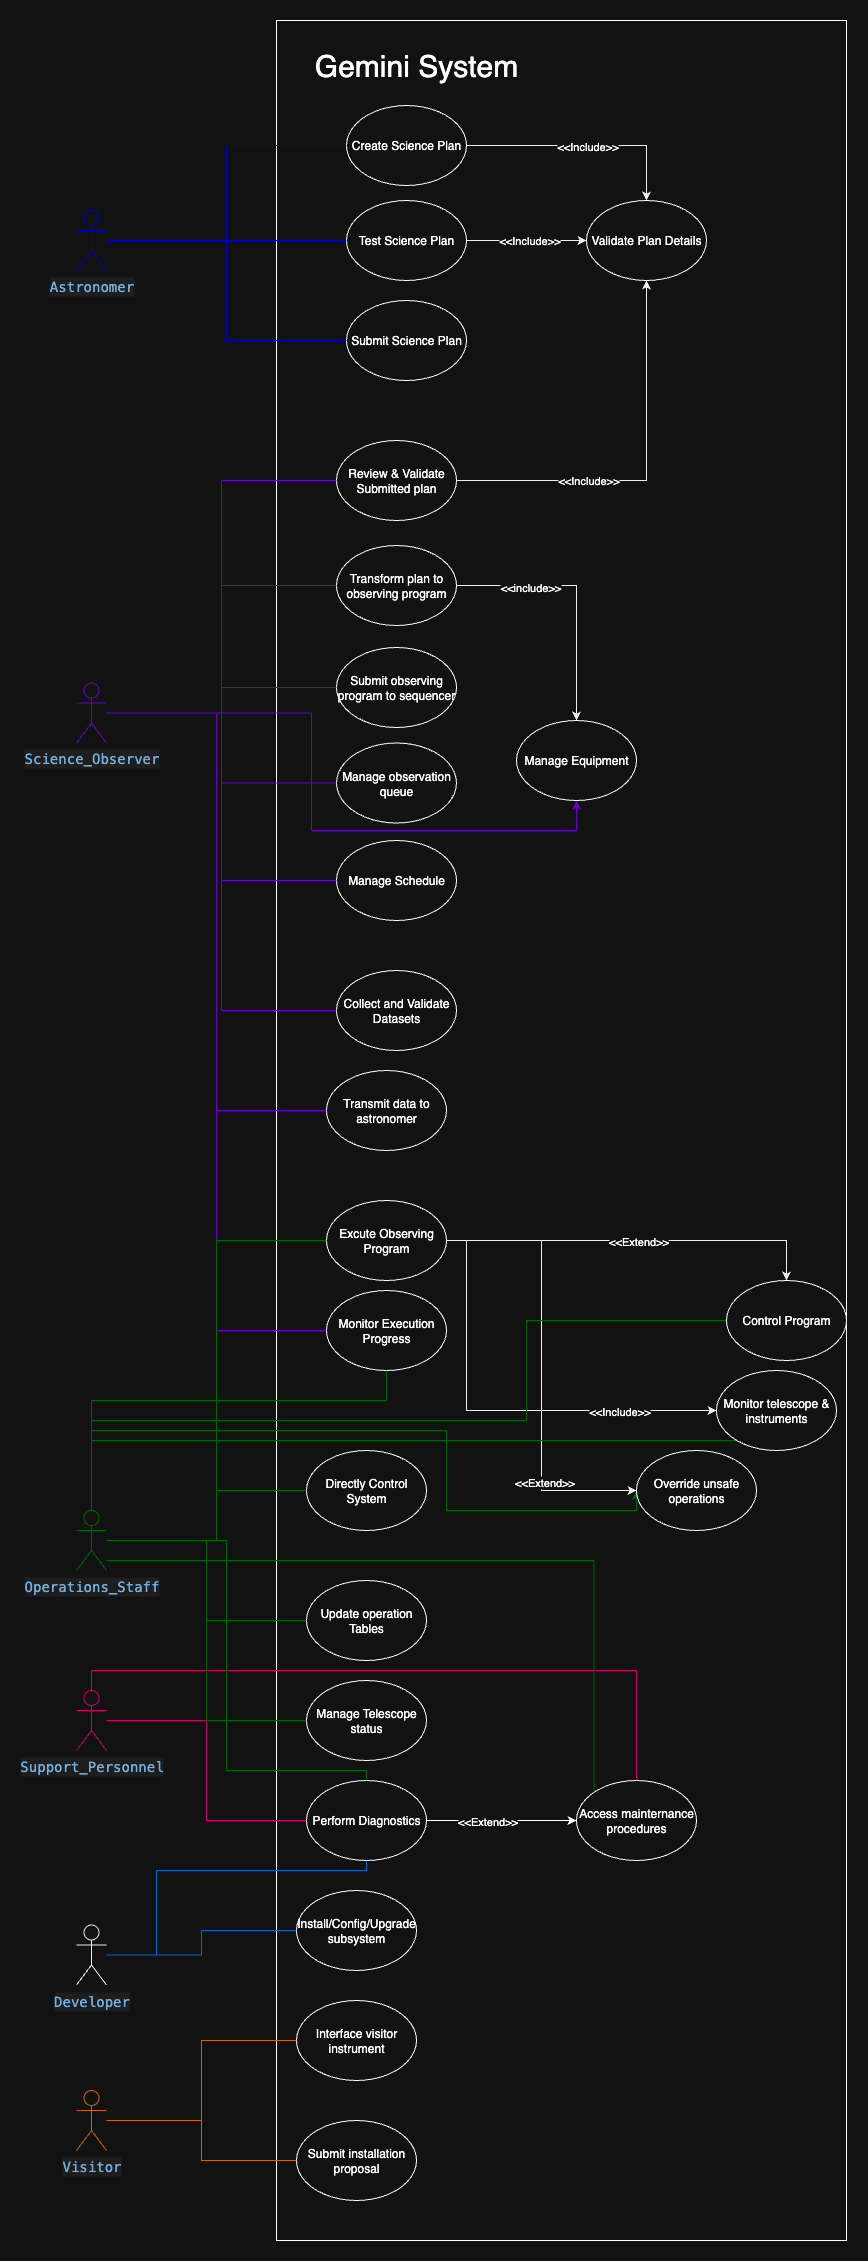 Gemini System
Create Science Plan
<<Include>>
Astronomer
Test Science Plan
<<Include>>
Validate Plan Details
Submit Science Plan
Review & Validate
Submitted plan
<<Include>>
Transform plan to
observing program
<<include>>
Submit observing
program to sequencer
Science_Observer
Manage Equipment
Manage observation
queue
Manage Schedule
Collect and Validate
Datasets
Transmit data to
astronomer
Excute Observing
Program
<<Extend>>
Control Program
Monitor Execution
Progress
Monitor telescope &
instruments
<<Include>>
Directly Control
System
<<Extend>>
Override unsafe
operations
Operations_Staff
Update operation
Tables
Manage Telescope
status
Support_Personnel
Perform Diagnostics
<<Extend>>
Access mainternance
procedures
Install/Config/Upgrade
subsystem
Developer
Interface visitor
instrument
Visitor
Submit installation
proposal